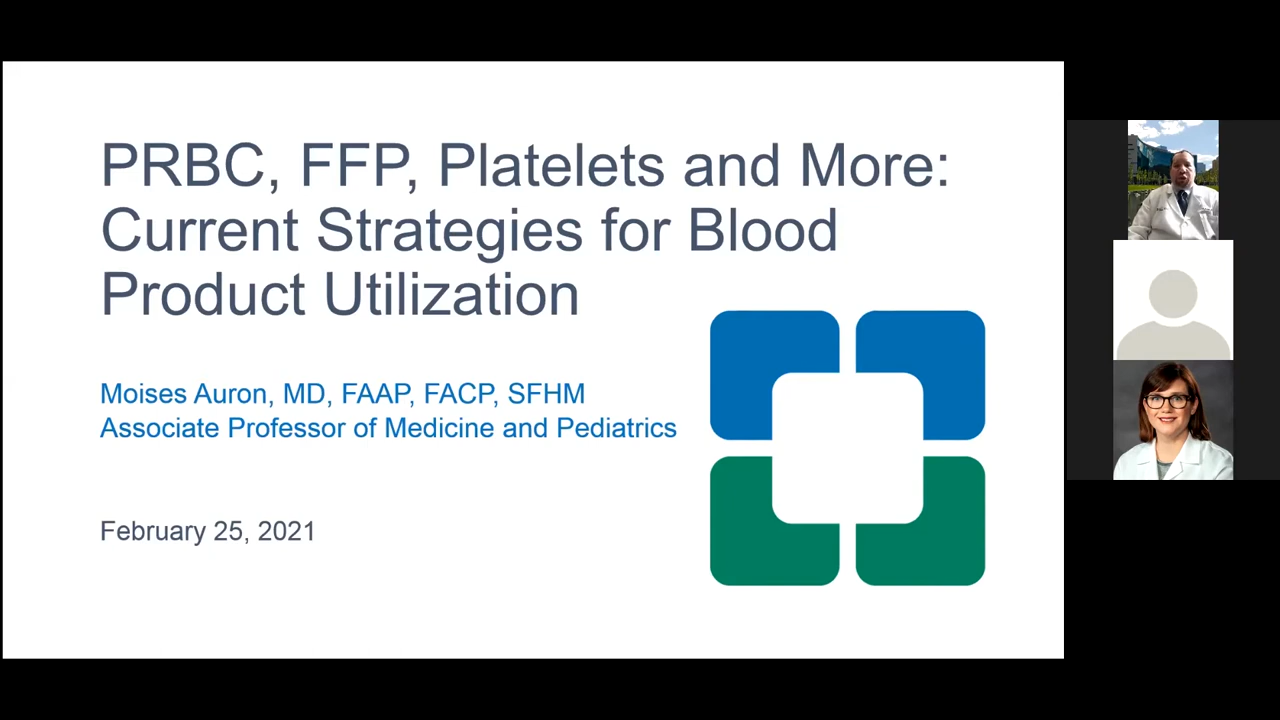 PRBC, FFP, Platelets and More:
Current Strategies for Blood
Product Utilization
Moises Auron, MD, FAAP, FACP, SFHM
Associate Professor of Medicine and Pediatrics
February 25, 2021